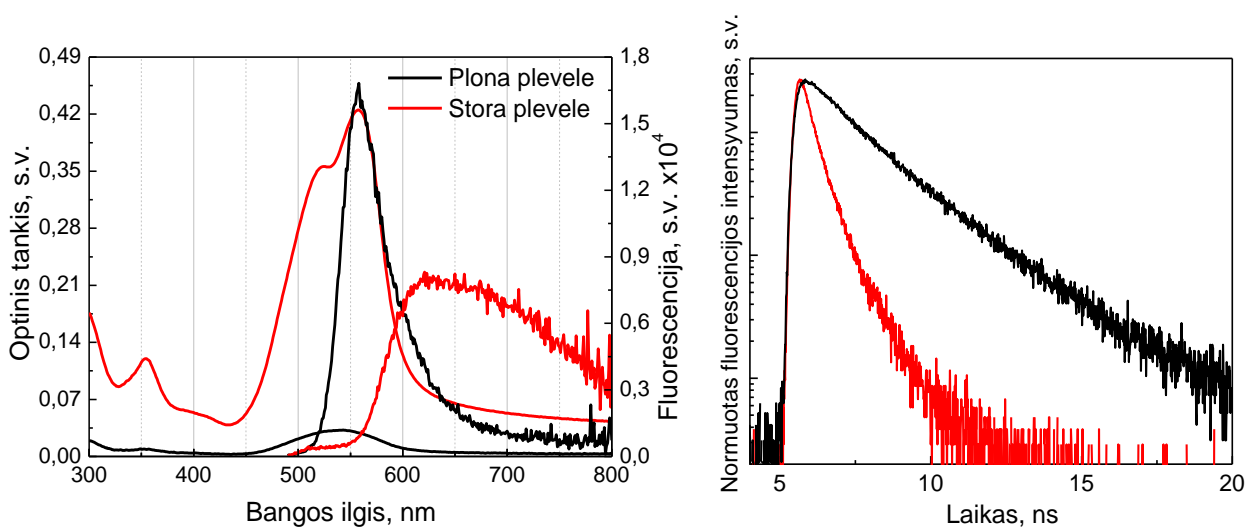 0,49
0,42
0,35
0,28
0,21
0,14
0,07
0,00
Optinis tankis, s.v.
300 400 500 600 700 800
Bangos ilgis, nm
1,8
1,5
1,2
0,9
0,6
0,3
0,0
Fluorescencija, s.v. x10⁴
Plona plevele
Stora plevele
Normuotas fluorescencijos intensyvumas, s.v.
5 10 15 20
Laikas, ns